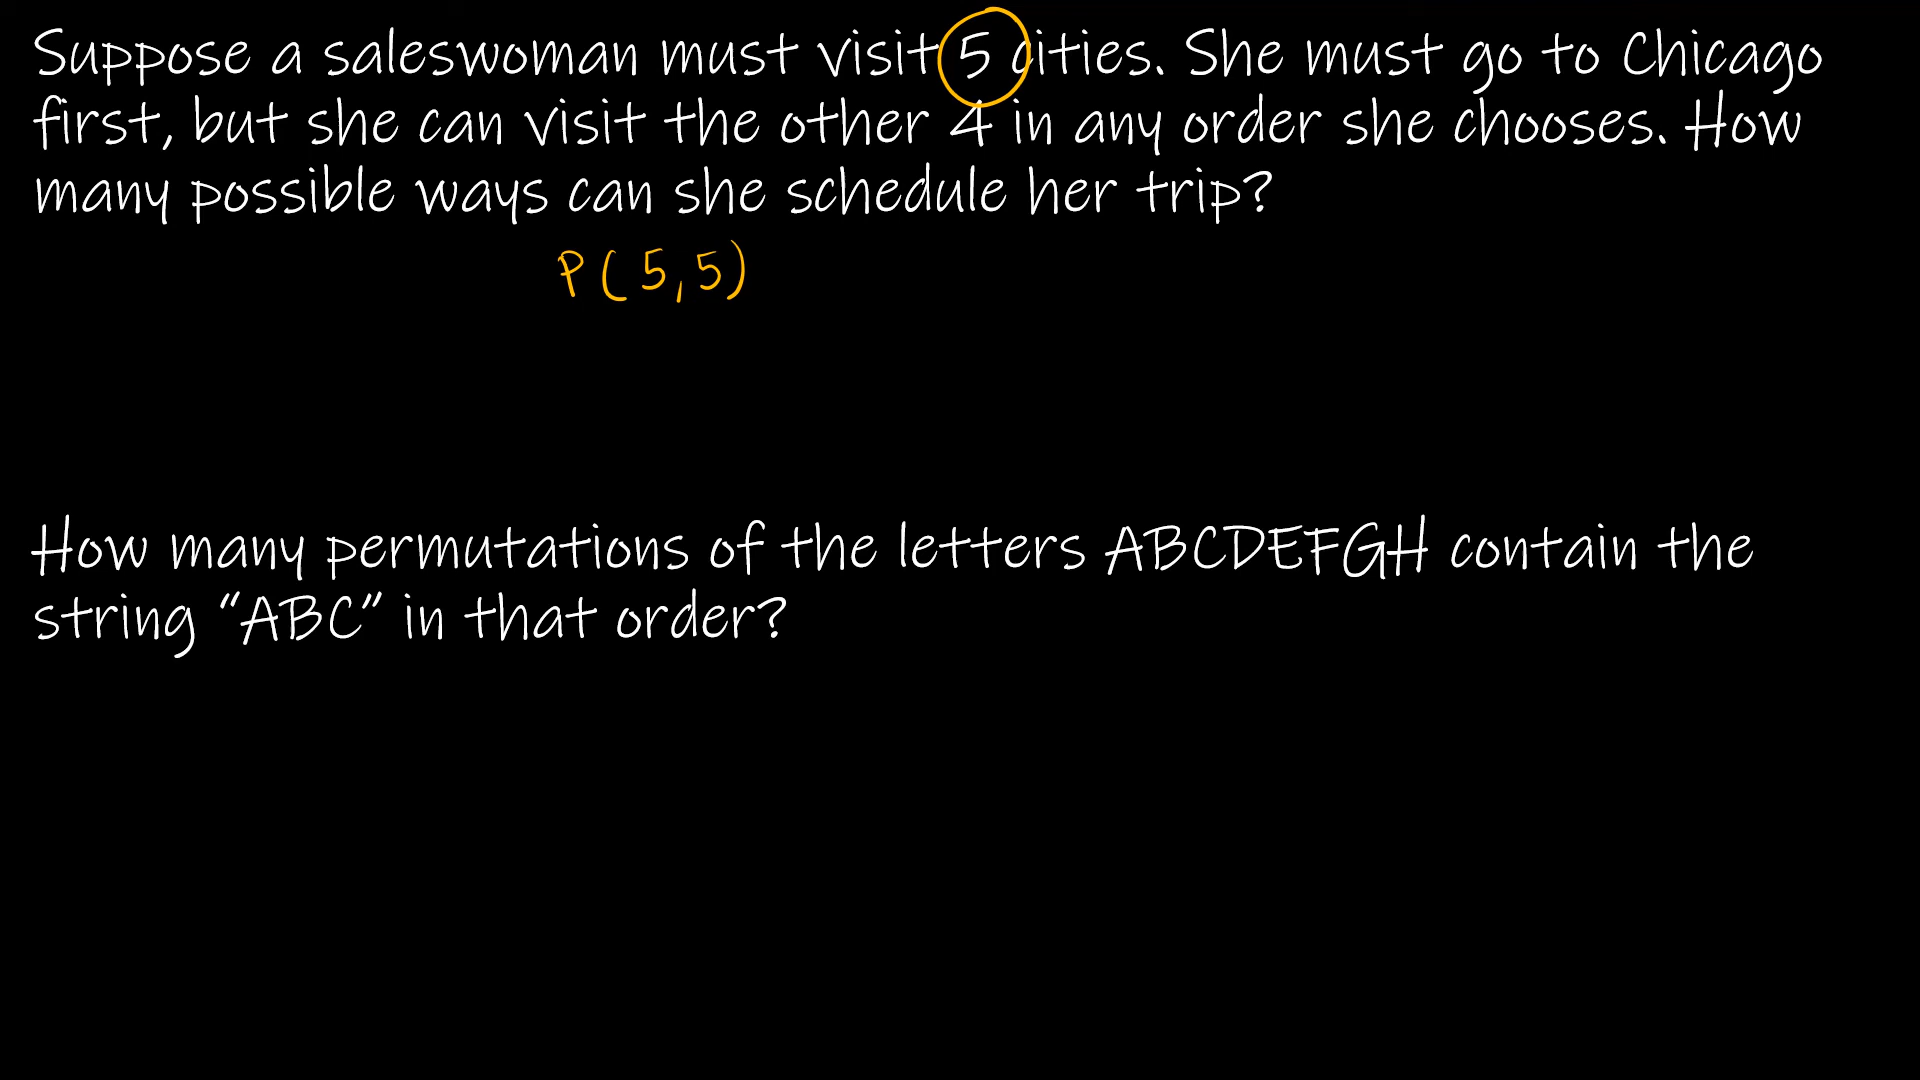 Suppose a saleswoman must visit 5 cities. She must go to Chicago
first, but she can visit the other 4 in any order she chooses. How
many possible ways can she schedule her trip?
P(5,5)
How many permutations of the letters ABCDEFGH contain the
string “ABC” in that order?